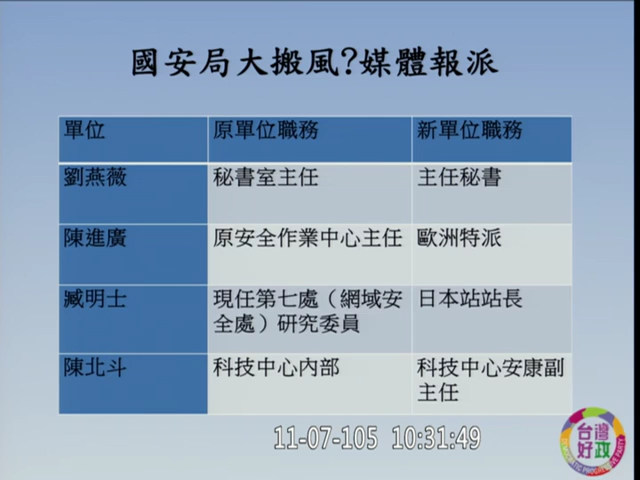 國安局大搬風?媒體報派
單位 原單位職務 新單位職務
劉燕薇 秘書室主任 主任秘書
陳進廣 原安全作業中心主任 歐洲特派
臧明士 現任第七處（網域安 日本站站長
全處）研究委員
陳北斗 科技中心內部 科技中心安康副
主任
11-07-105 10:31:49
台灣
好政